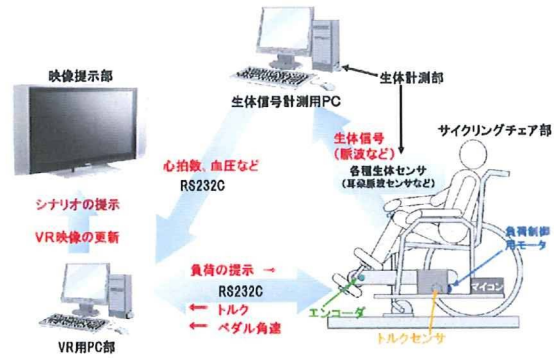 映像提示部
生体信号計測用PC
生体計測部
サイクリングチェア部
心拍数、血圧など
RS232C
生体信号
(脈波など)
各種生体センサ
(耳朶脈波センサなど)
シナリオの提示
VR映像の更新
負荷制御
用モータ
負荷の提示 →
RS232C
← トルク
← ペダル角速
エンコーダ
マイコン
トルクセンサ
VR用PC部